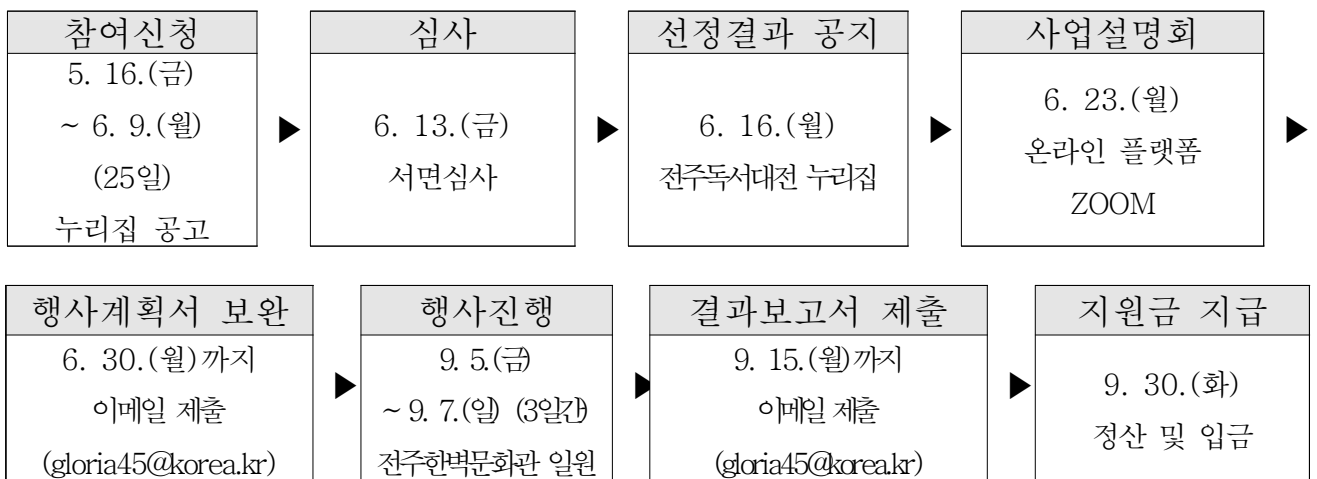 참여신청
5. 16.(금)
~ 6. 9.(월)
(25일)
누리집 공고
▶
심사
6. 13.(금)
서면심사
▶
선정결과 공지
6. 16.(월)
전주독서대전 누리집
▶
사업설명회
6. 23.(월)
온라인 플랫폼
ZOOM
▶
행사계획서 보완
6. 30.(월)까지
이메일 제출
(gloria45@korea.kr)
▶
행사진행
9. 5.(금)
~ 9. 7.(일) (3일간)
전주한벽문화관 일원
▶
결과보고서 제출
9. 15.(월)까지
이메일 제출
(gloria45@korea.kr)
▶
지원금 지급
9. 30.(화)
정산 및 입금